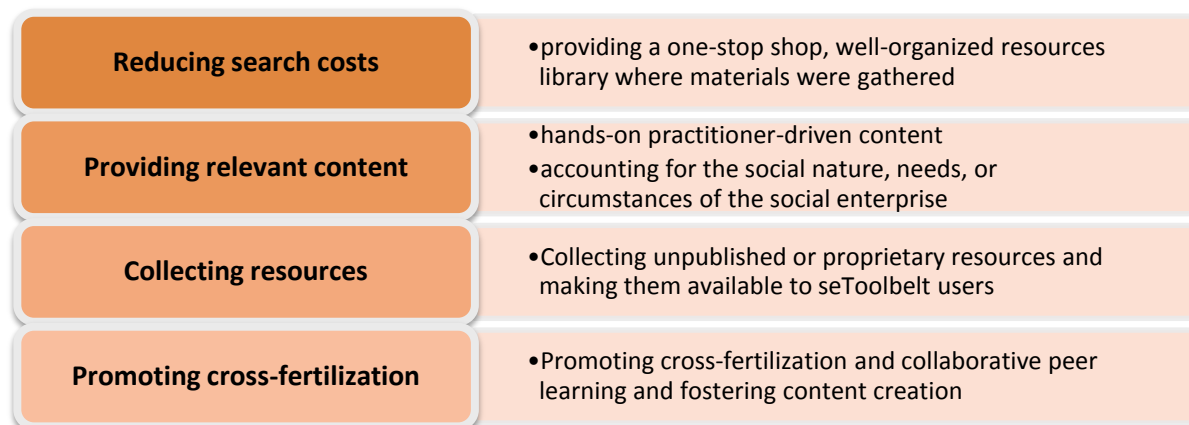 Reducing search costs
•providing a one-stop shop, well-organized resources
library where materials were gathered
Providing relevant content
•hands-on practitioner-driven content
•accounting for the social nature, needs, or
circumstances of the social enterprise
Collecting resources
•Collecting unpublished or proprietary resources and
making them available to seToolbelt users
Promoting cross-fertilization
•Promoting cross-fertilization and collaborative peer
learning and fostering content creation